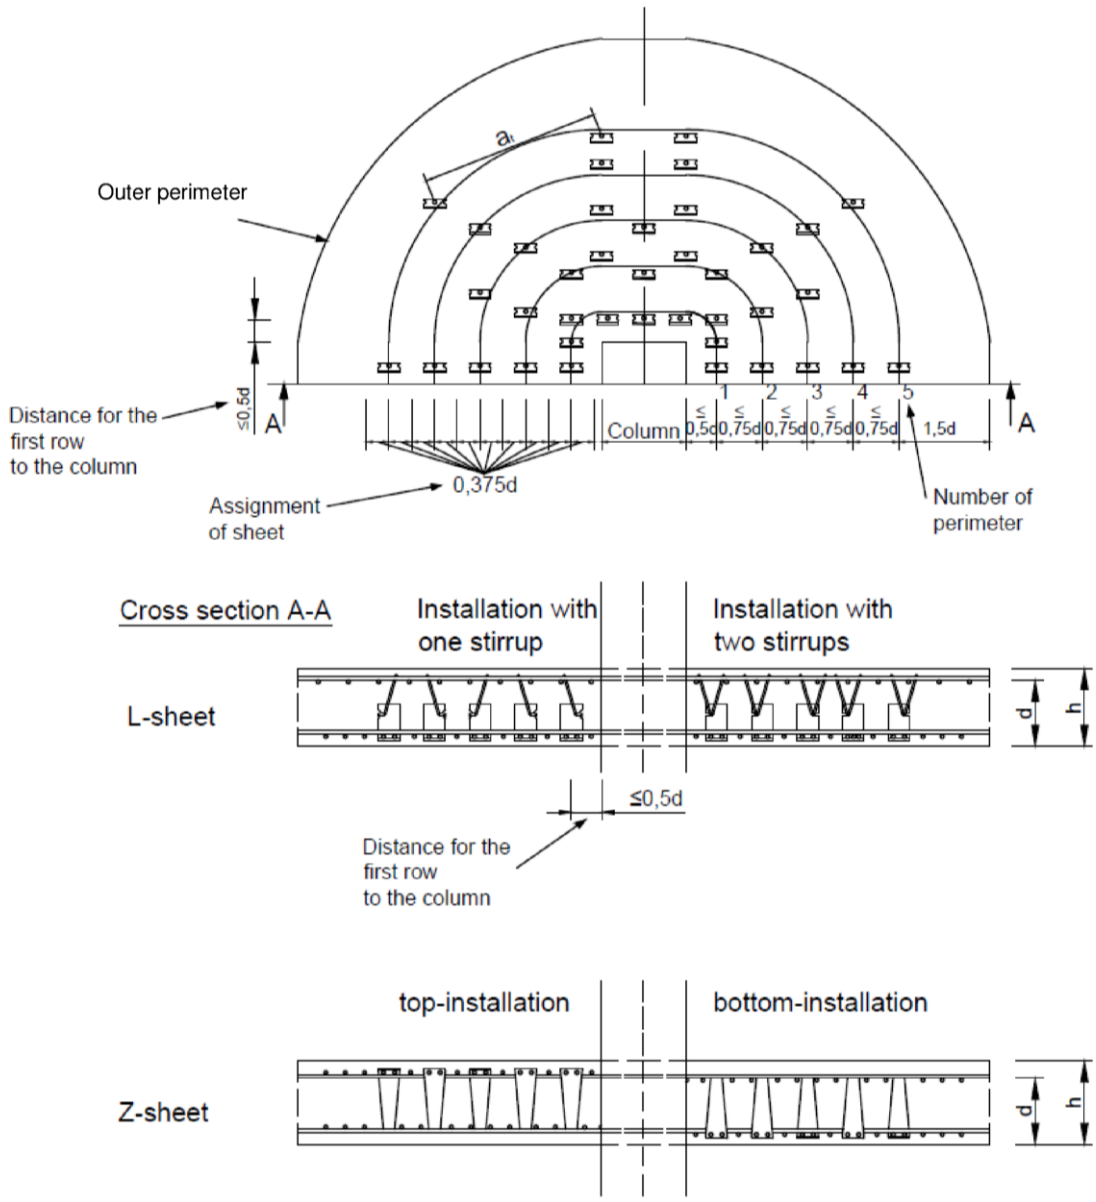 aₜ
Outer perimeter
≤0,5d
Distance for the
first row
to the column
A
A
1
2
3
4
5
Column
≤
0,5d
≤
0,75d
≤
0,75d
≤
0,75d
≤
0,75d
1,5d
0,375d
Assignment
of sheet
Number of
perimeter
Cross section A-A
Installation with
one stirrup
Installation with
two stirrups
L-sheet
d
h
≤0,5d
Distance for the
first row
to the column
top-installation
bottom-installation
Z-sheet
d
h